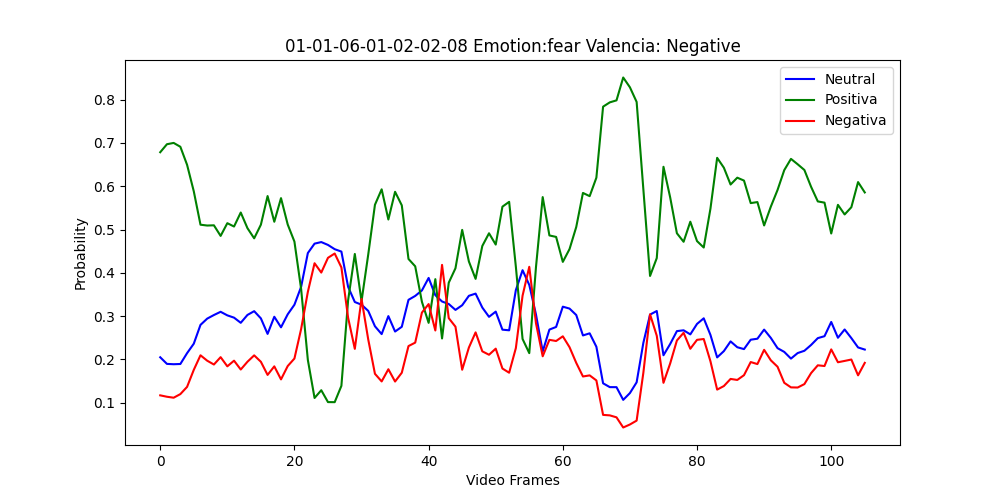 01-01-06-01-02-02-08 Emotion:fear Valencia: Negative
Neutral
Positiva
Negativa
Probability
0.8
0.7
0.6
0.5
0.4
0.3
0.2
0.1
0 20 40 60 80 100
Video Frames